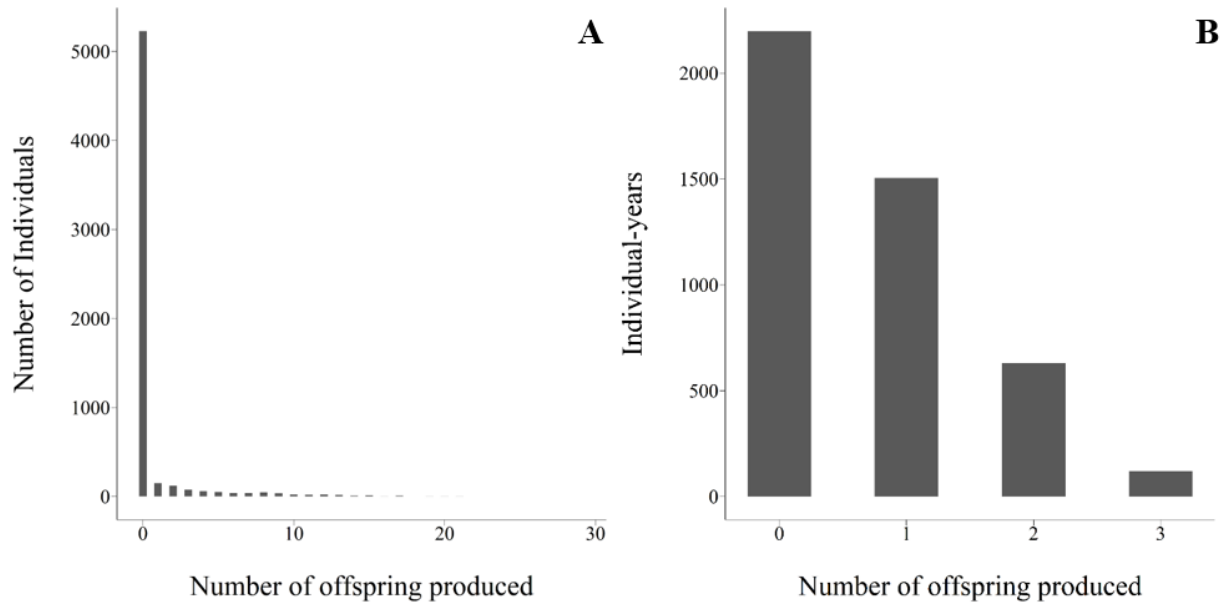 A
5000
4000
3000
2000
1000
0
Number of Individuals
0 10 20 30
Number of offspring produced
B
2000
1500
1000
500
0
Individual-years
0 1 2 3
Number of offspring produced